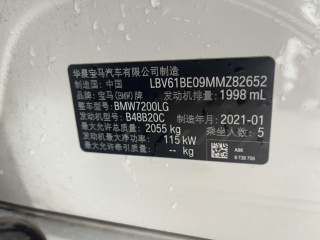 华晨宝马汽车有限公司制造
制造国：中国 LBV61BE09MMZ82652
品牌：宝马(BMW)牌 发动机排量：1998 mL
整车型号：BMW7200LG
发动机型号：B48B20C 制造年月：2021-01
最大允许总质量：2055 kg 乘坐人数：5
发动机最大净功率：115 kW A96
最大允许牵引质量：-- kg